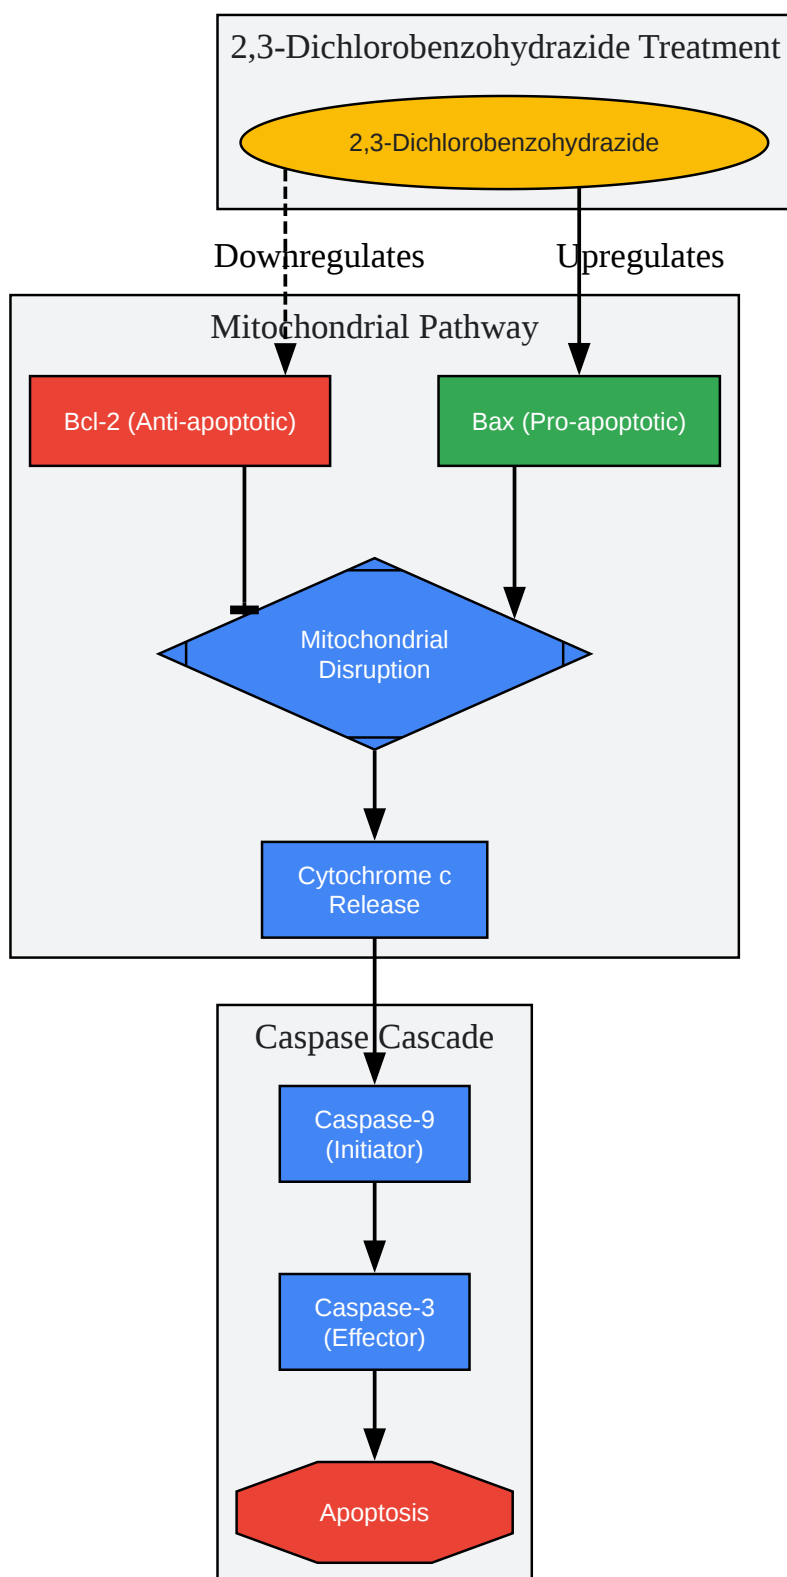 2,3-Dichlorobenzohydrazide Treatment
2,3-Dichlorobenzohydrazide
Downregulates
Upregulates
Mitochondrial Pathway
Bcl-2 (Anti-apoptotic)
Bax (Pro-apoptotic)
Mitochondrial
Disruption
Cytochrome c
Release
Caspase Cascade
Caspase-9
(Initiator)
Caspase-3
(Effector)
Apoptosis